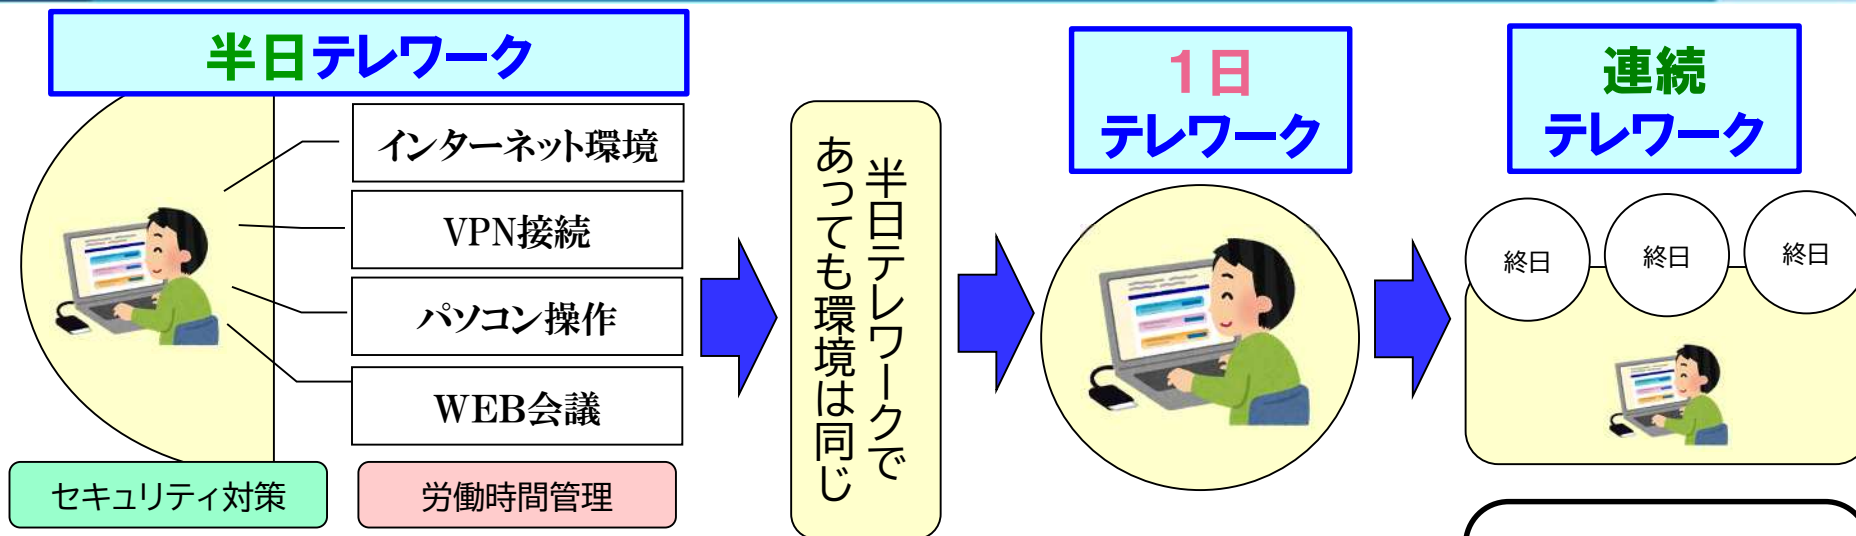 半日テレワーク
インターネット環境
VPN接続
パソコン操作
WEB会議
セキュリティ対策
労働時間管理
半日テレワークで
あっても環境は同じ
1日
テレワーク
連続
テレワーク
終日
終日
終日